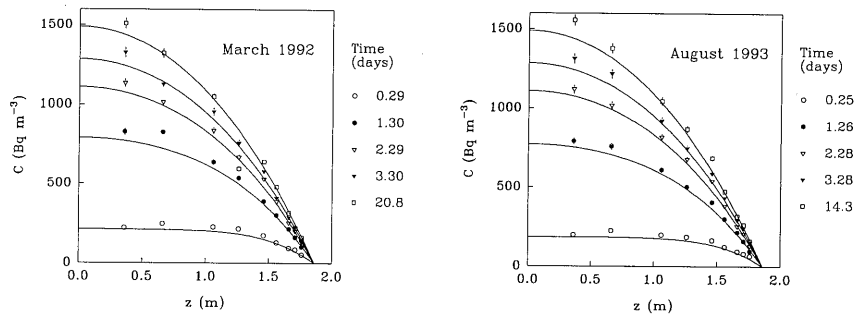 1500
1000
500
0
C (Bq m⁻³)
0.0 0.5 1.0 1.5 2.0
z (m)
March 1992
Time
(days)
0.29
1.30
2.29
3.30
20.8
1500
1000
500
0
C (Bq m⁻³)
0.0 0.5 1.0 1.5 2.0
z (m)
August 1993
Time
(days)
0.25
1.26
2.28
3.28
14.3